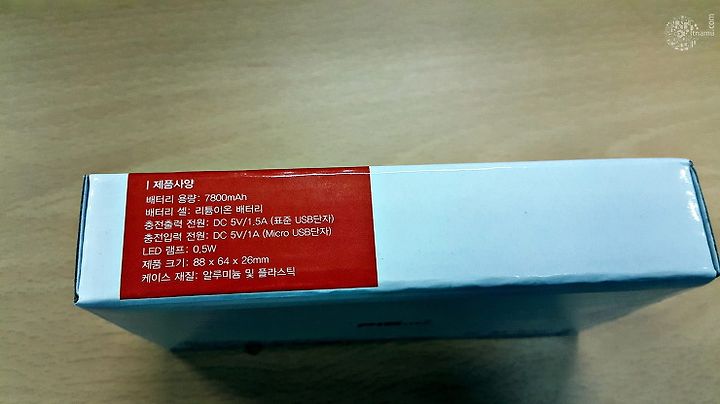 | 제품사양
배터리 용량: 7800mAh
배터리 셀: 리튬이온 배터리
충전출력 전원: DC 5V/1.5A (표준 USB단자)
충전입력 전원: DC 5V/1A (Micro USB단자)
LED 램프: 0.5W
제품 크기: 88 x 64 x 26mm
케이스 재질: 알루미늄 및 플라스틱
itnamu.com